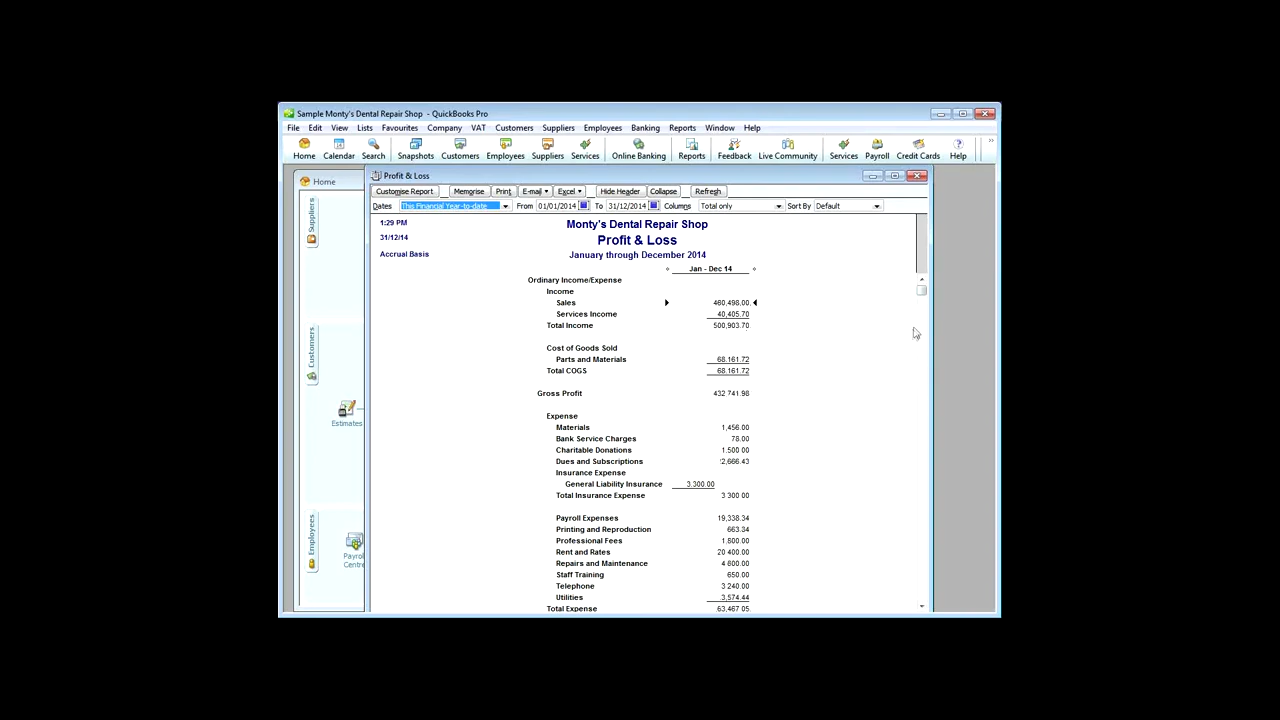 Sample Monty's Dental Repair Shop - QuickBooks Pro
File Edit View Lists Favourites Company VAT Customers Suppliers Employees Banking Reports Window Help
Home Calendar Search Snapshots Customers Employees Suppliers Services Online Banking Reports Feedback Live Community Services Payroll Credit Cards Help
Home
Profit & Loss
Customise Report Memorise Print E-mail Excel Hide Header Collapse Refresh
Dates This Financial Year-to-date From 01/01/2014 To 31/12/2014 Columns Total only Sort By Default
Suppliers
Customers
Estimates
Employees
Payrol
Centre
1:29 PM
31/12/14
Accrual Basis
Monty's Dental Repair Shop
Profit & Loss
January through December 2014
Jan - Dec 14
Ordinary Income/Expense
Income
Sales 460,498.00
Services Income 40,405.70
Total Income 500,903.70
Cost of Goods Sold
Parts and Materials 68.161.72
Total COGS 68.161.72
Gross Profit 432 741.98
Expense
Materials 1,456.00
Bank Service Charges 78.00
Charitable Donations 1.500 00
Dues and Subscriptions 2,666.43
Insurance Expense
General Liability Insurance 3.300.00
Total Insurance Expense 3 300 00
Payroll Expenses 19,338.34
Printing and Reproduction 663.34
Professional Fees 1.800.00
Rent and Rates 20 400.00
Repairs and Maintenance 4 800.00
Staff Training 650.00
Telephone 3 240.00
Utilities 3,574.44
Total Expense 63,467 05